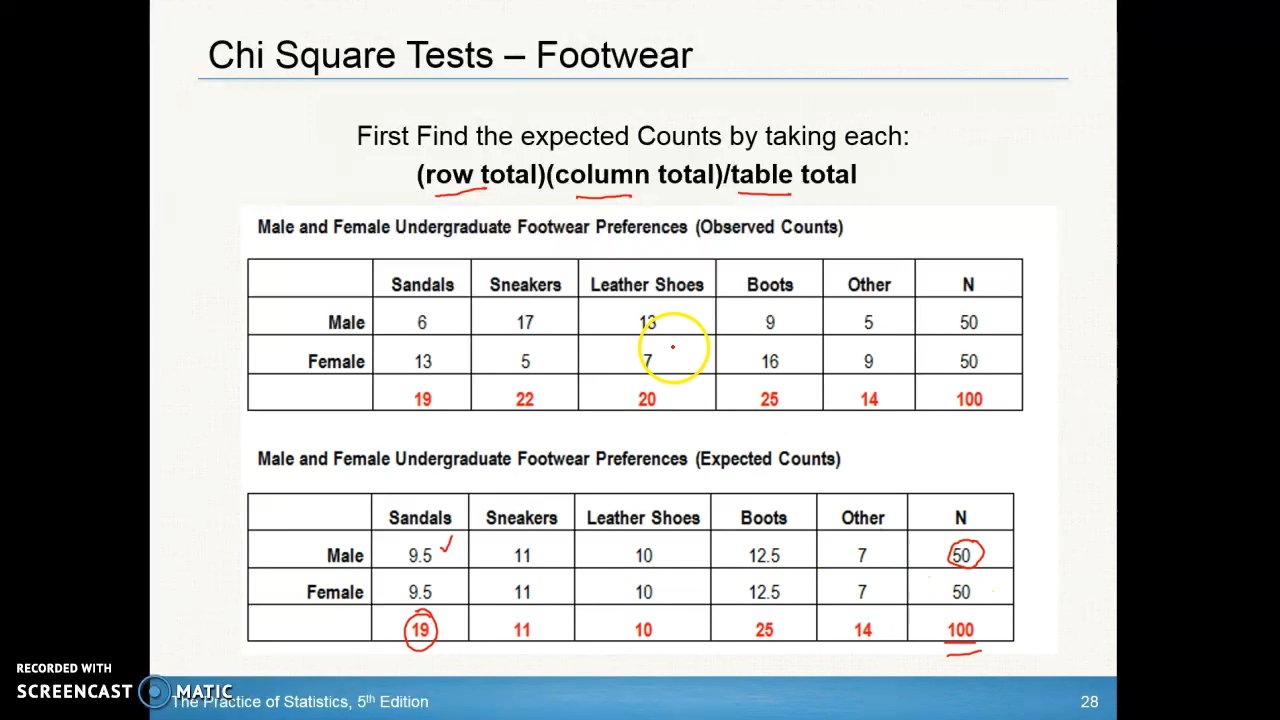 Chi Square Tests – Footwear
First Find the expected Counts by taking each:
(row total)(column total)/table total
Male and Female Undergraduate Footwear Preferences (Observed Counts)
Sandals Sneakers Leather Shoes Boots Other N
Male 6 17 13 9 5 50
Female 13 5 7 16 9 50
19 22 20 25 14 100
Male and Female Undergraduate Footwear Preferences (Expected Counts)
Sandals Sneakers Leather Shoes Boots Other N
Male 9.5 11 10 12.5 7 50
Female 9.5 11 10 12.5 7 50
19 11 10 25 14 100
RECORDED WITH
SCREENCAST MATIC
The Practice of Statistics, 5th Edition 28